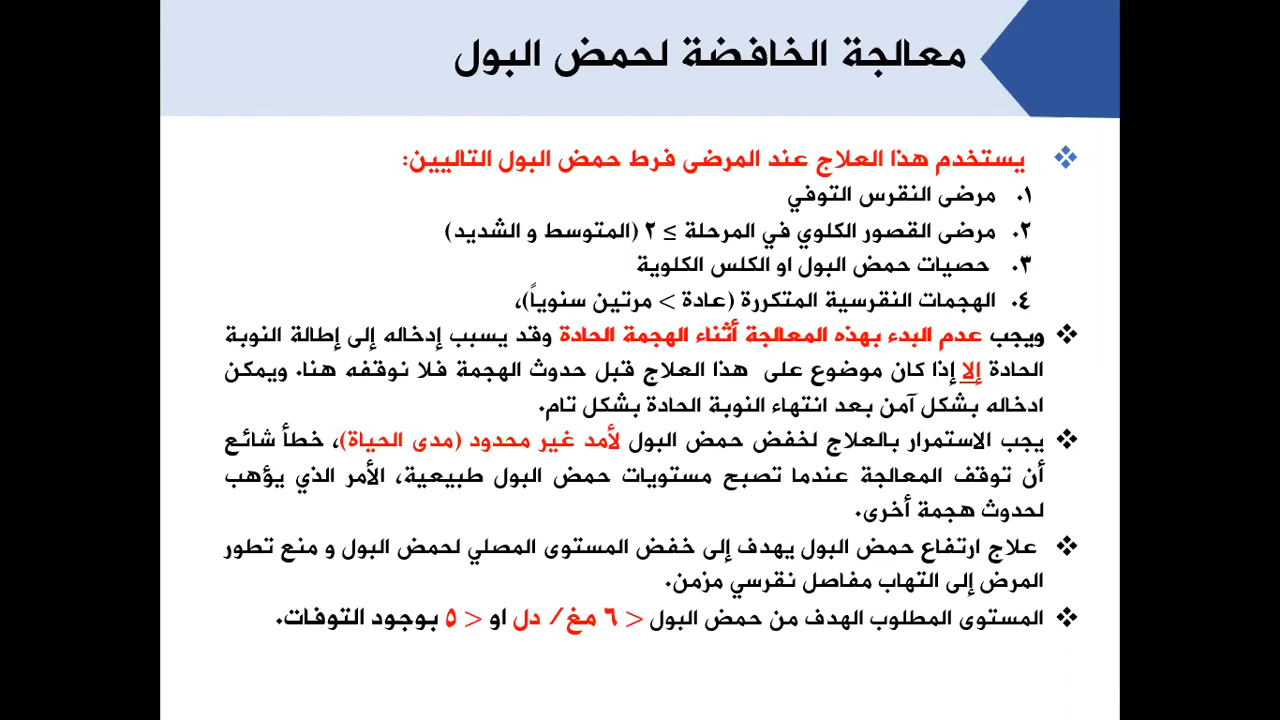 معالجة الخافضة لحمض البول
❖ يستخدم هذا العلاج عند المرضى فرط حمض البول التاليين:
١. مرضى النقرس التوفي
٢. مرضى القصور الكلوي في المرحلة ≥ ٢ (المتوسط و الشديد)
٣. حصيات حمض البول او الكلس الكلوية
٤. الهجمات النقرسية المتكررة (عادة > مرتين سنوياً)،
❖ ويجب عدم البدء بهذه المعالجة أثناء الهجمة الحادة وقد يسبب إدخاله إلى إطالة النوبة
الحادة إلا إذا كان موضوع على هذا العلاج قبل حدوث الهجمة فلا نوقفه هنا. ويمكن
ادخاله بشكل آمن بعد انتهاء النوبة الحادة بشكل تام.
❖ يجب الاستمرار بالعلاج لخفض حمض البول لأمد غير محدود (مدى الحياة)، خطأ شائع
أن توقف المعالجة عندما تصبح مستويات حمض البول طبيعية، الأمر الذي يؤهب
لحدوث هجمة أخرى.
❖ علاج ارتفاع حمض البول يهدف إلى خفض المستوى المصلي لحمض البول و منع تطور
المرض إلى التهاب مفاصل نقرسي مزمن.
❖ المستوى المطلوب الهدف من حمض البول < ٦ مغ/ دل او < ٥ بوجود التوفات.